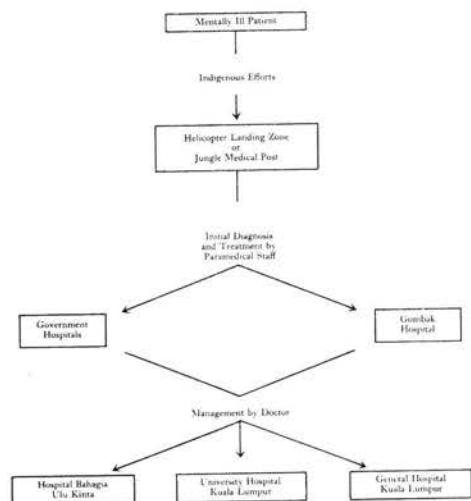 Mentally Ill Patient
Indigenous Efforts
Helicopter Landing Zone
or
Jungle Medical Post
Initial Diagnosis
and Treatment by
Paramedical Staff
Government
Hospitals
Gombak
Hospital
Management by Doctor
Hospital Bahagia
Ulu Kinta
University Hospital
Kuala Lumpur
General Hospital
Kuala Lumpur